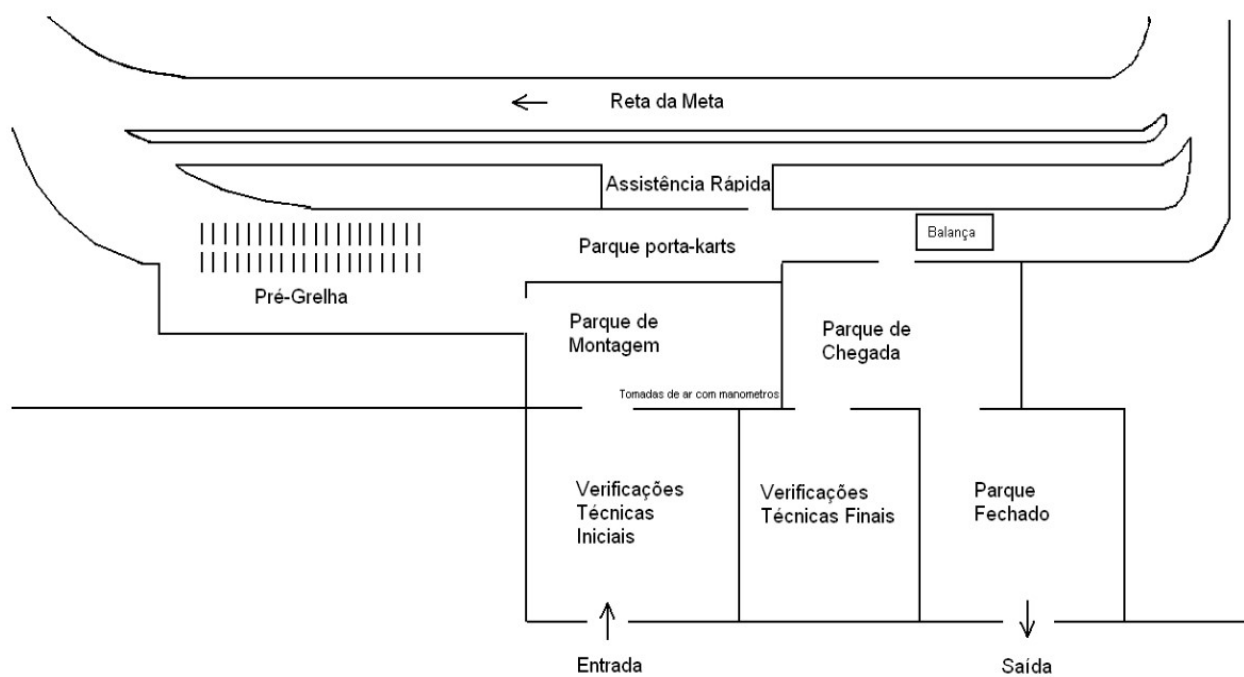 Reta da Meta
Assistência Rápida
Balança
Parque porta-karts
Pré-Grelha
Parque de
Montagem
Parque de
Chegada
Tomadas de ar com manometros
Verificações
Técnicas
Iniciais
Verificações
Técnicas Finais
Parque
Fechado
Entrada
Saída